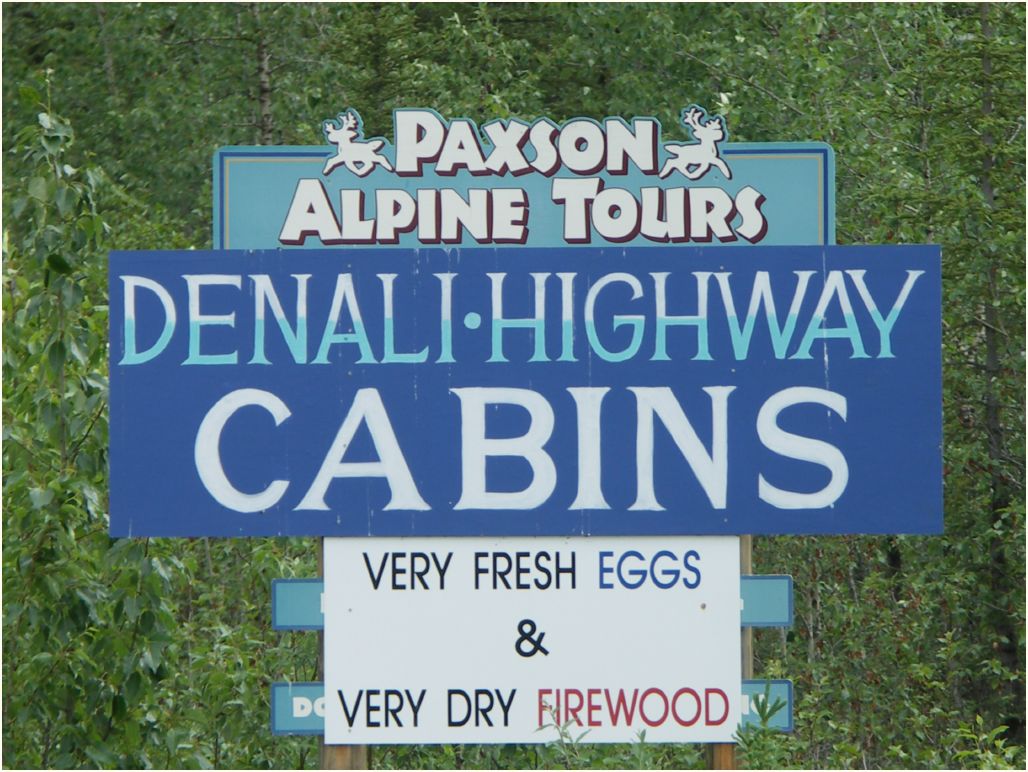 PAXSON
ALPINE TOURS
DENALI·HIGHWAY
CABINS
VERY FRESH EGGS
&
VERY DRY FIREWOOD